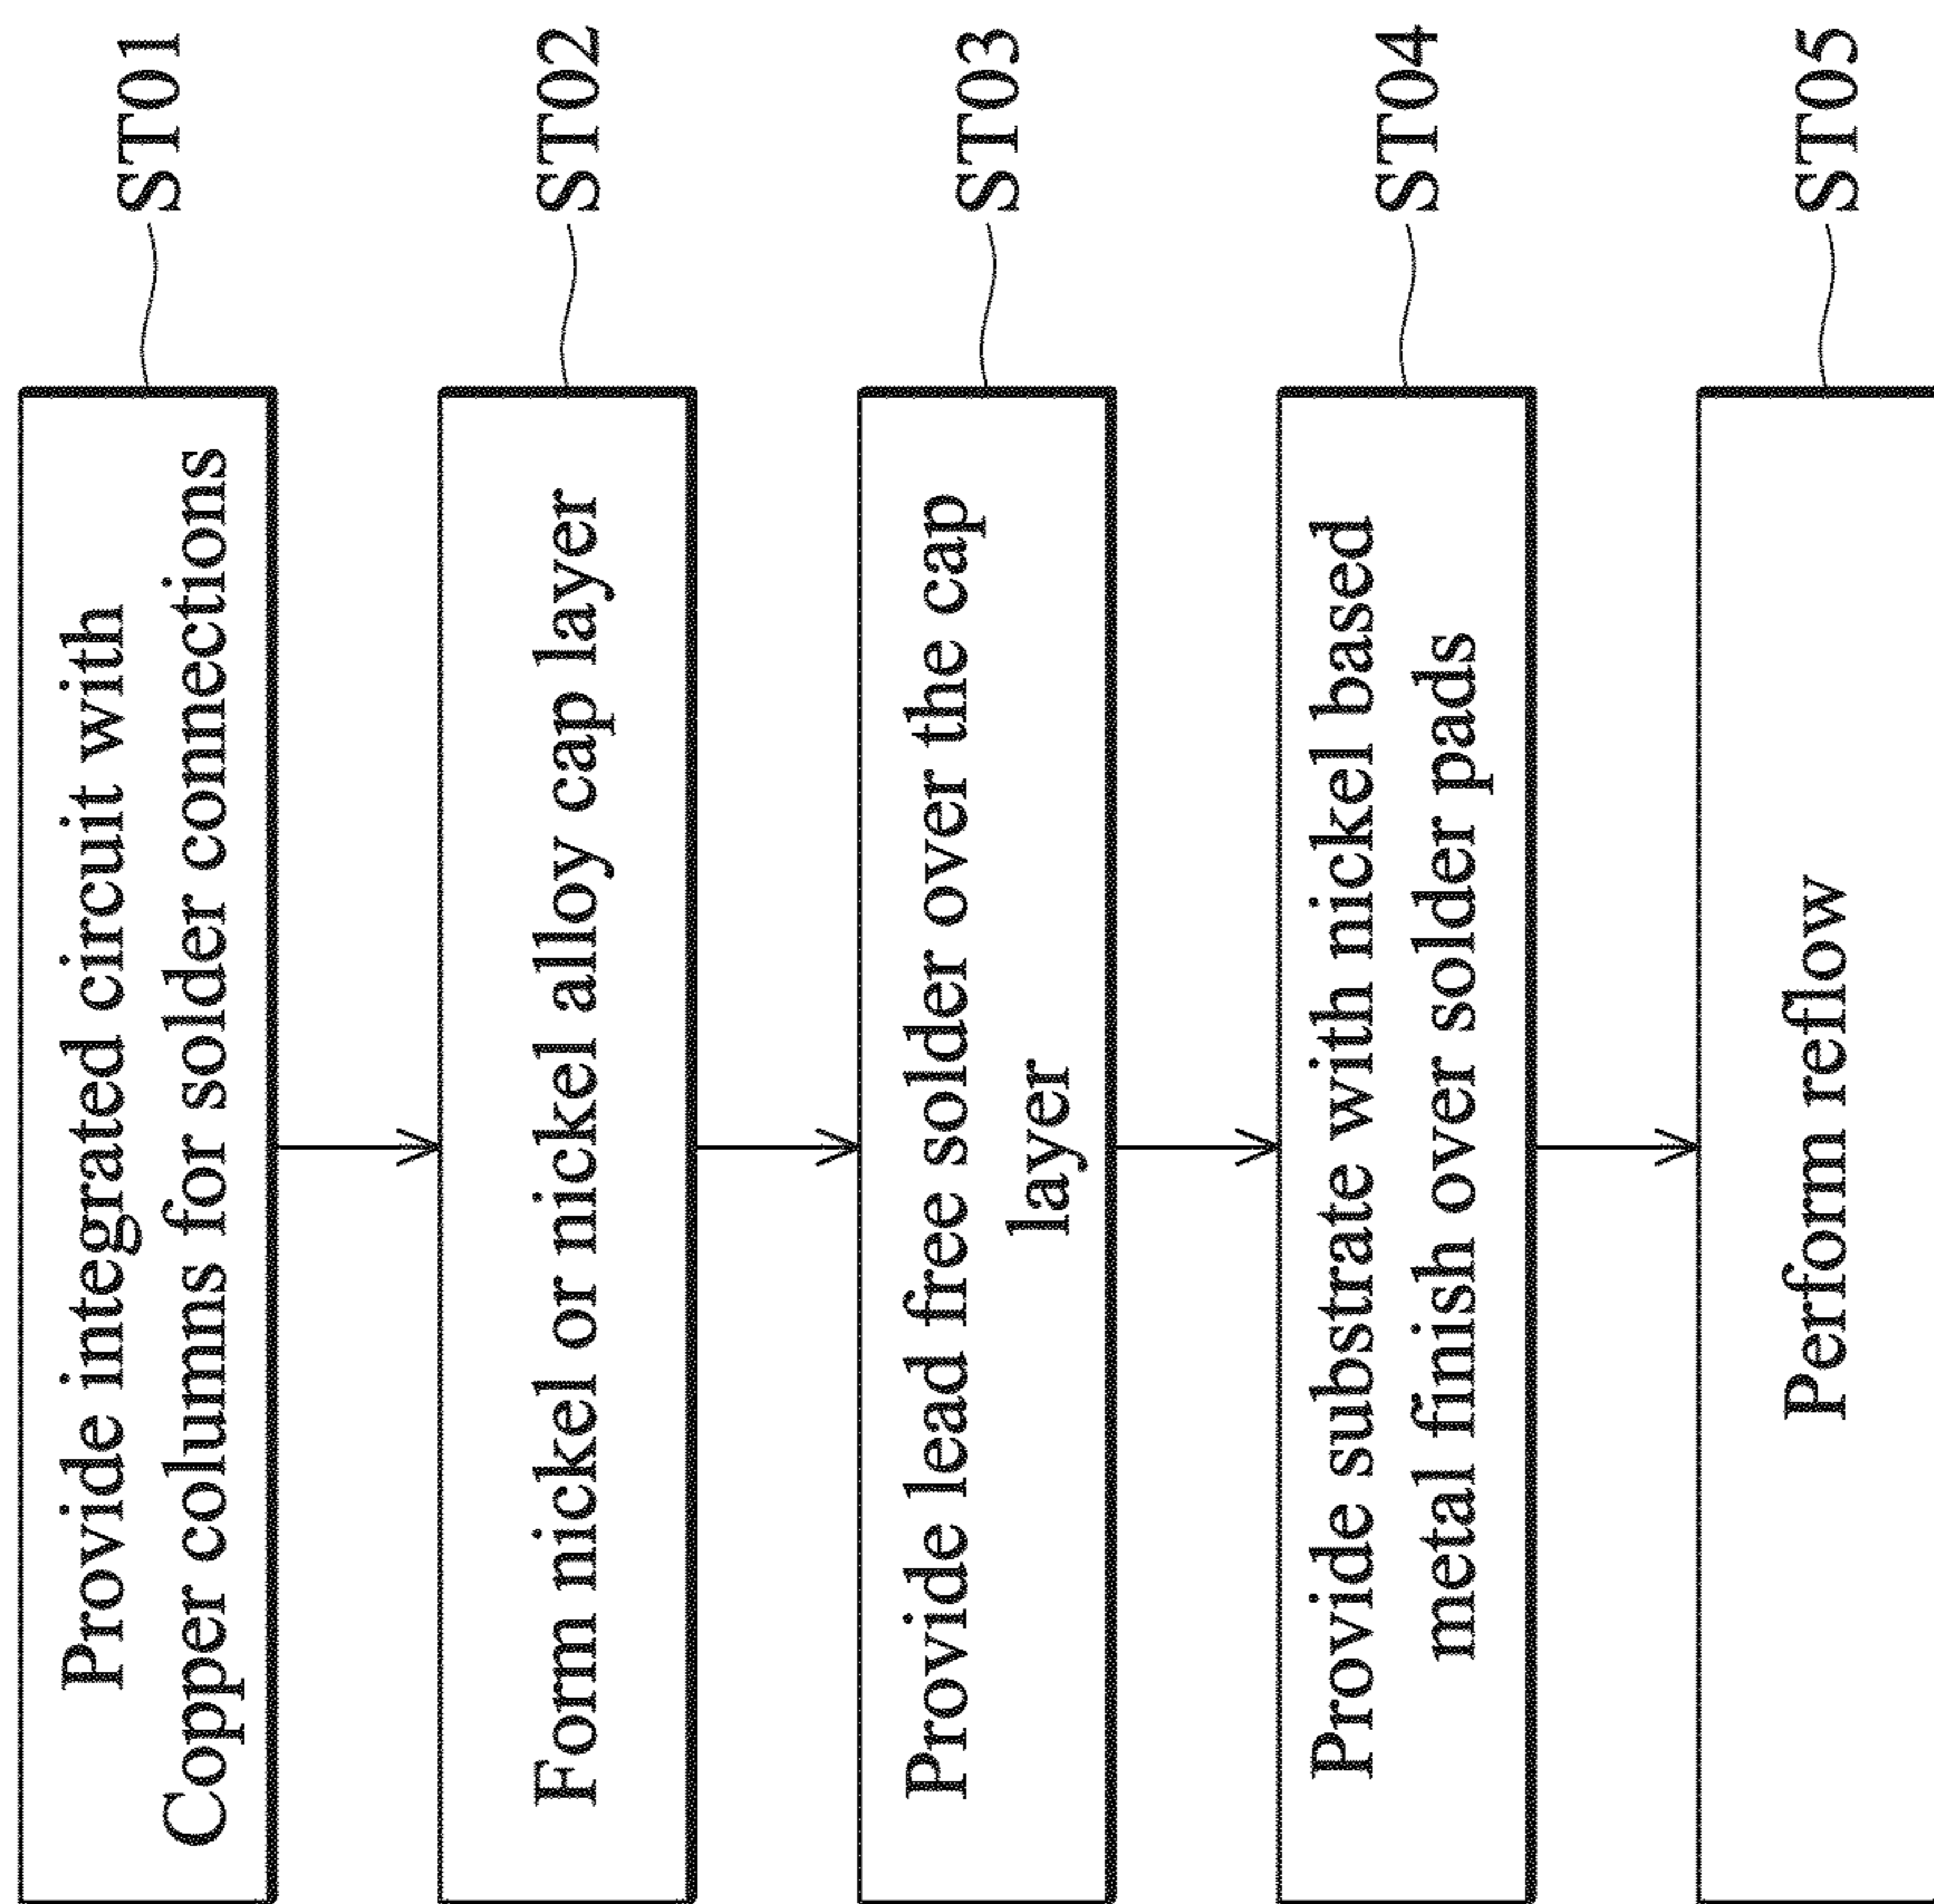 Provide integrated circuit with
Copper columns for solder connections
ST01
Form nickel or nickel alloy cap layer
ST02
Provide lead free solder over the cap
layer
ST03
Provide substrate with nickel based
metal finish over solder pads
ST04
Perform reflow
ST05